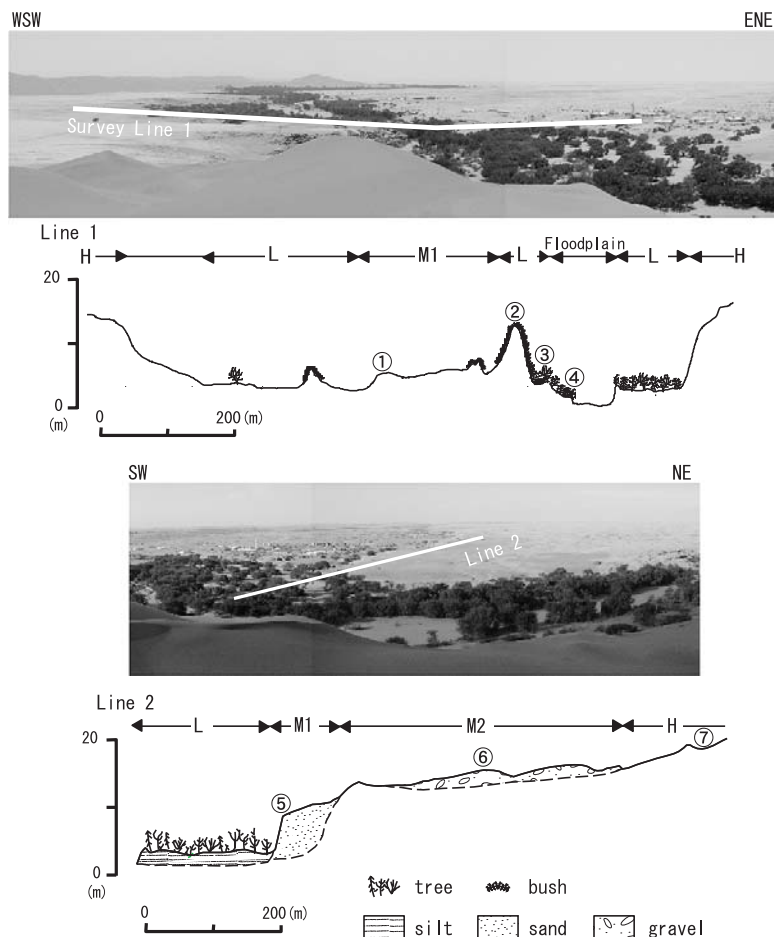 WSW ENE
Survey Line 1
Line 1
H L M1 L Floodplain L H
20
0
(m)
① ② ③ ④
0 200 (m)
SW NE
Line 2
Line 2
L M1 M2 H
20
0
(m)
⑤ ⑥ ⑦
tree bush
0 200 (m)
silt sand gravel